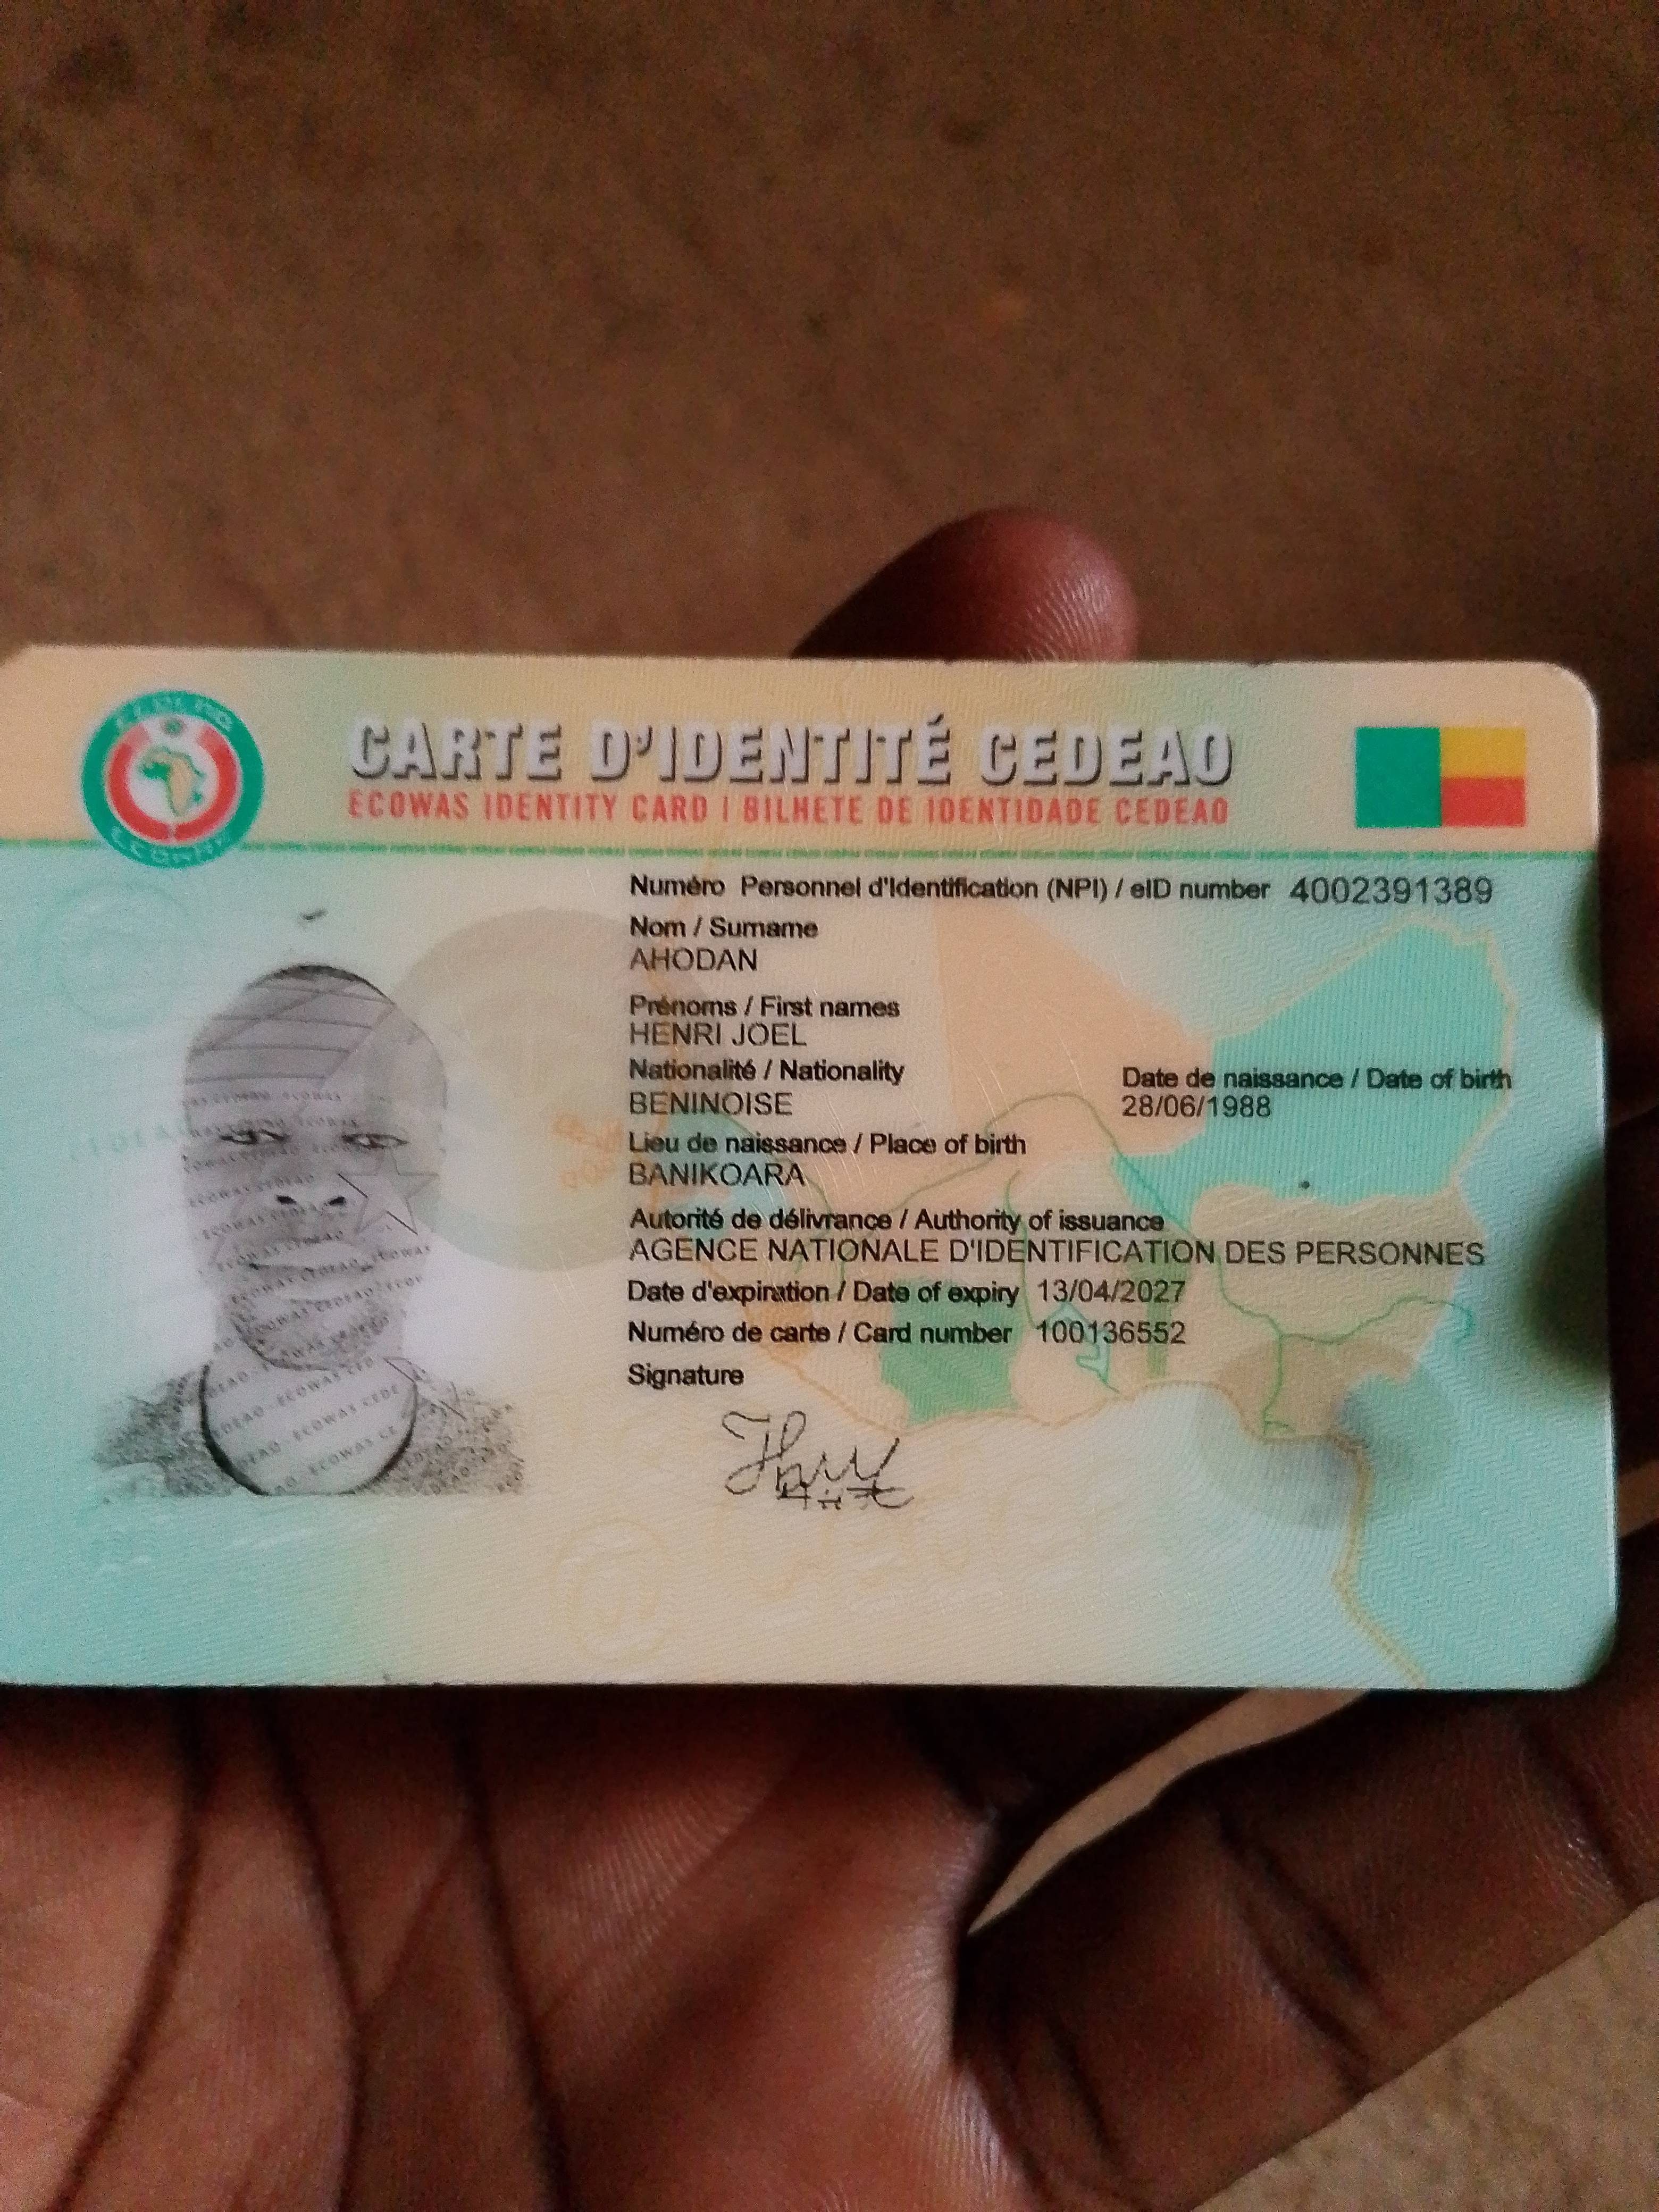 CARTE D'IDENTITÉ CEDEAO
ECOWAS IDENTITY CARD | BILHETE DE IDENTIDADE CEDEAO
Numéro Personnel d'Identification (NPI) / eID number 4002391389
Nom / Surname
AHODAN
Prénoms / First names
HENRI JOEL
Nationalité / Nationality
BENINOISE
Date de naissance / Date of birth
28/06/1988
Lieu de naissance / Place of birth
BANIKOARA
Autorité de délivrance / Authority of issuance
AGENCE NATIONALE D'IDENTIFICATION DES PERSONNES
Date d'expiration / Date of expiry 13/04/2027
Numéro de carte / Card number 100136552
Signature